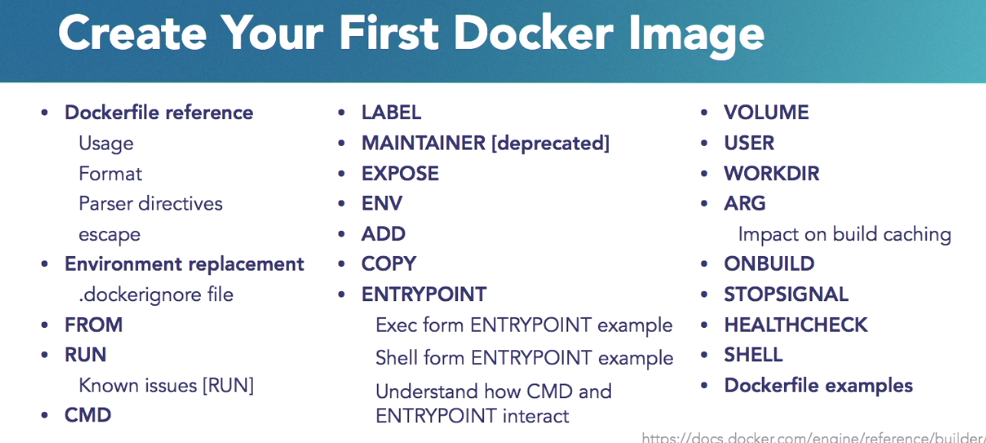 Create Your First Docker Image
• Dockerfile reference
Usage
Format
Parser directives
escape
• Environment replacement
.dockerignore file
• FROM
• RUN
Known issues [RUN]
• CMD
• LABEL
• MAINTAINER [deprecated]
• EXPOSE
• ENV
• ADD
• COPY
• ENTRYPOINT
Exec form ENTRYPOINT example
Shell form ENTRYPOINT example
Understand how CMD and
ENTRYPOINT interact
• VOLUME
• USER
• WORKDIR
• ARG
Impact on build caching
• ONBUILD
• STOPSIGNAL
• HEALTHCHECK
• SHELL
• Dockerfile examples
https://docs.docker.com/engine/reference/builder/